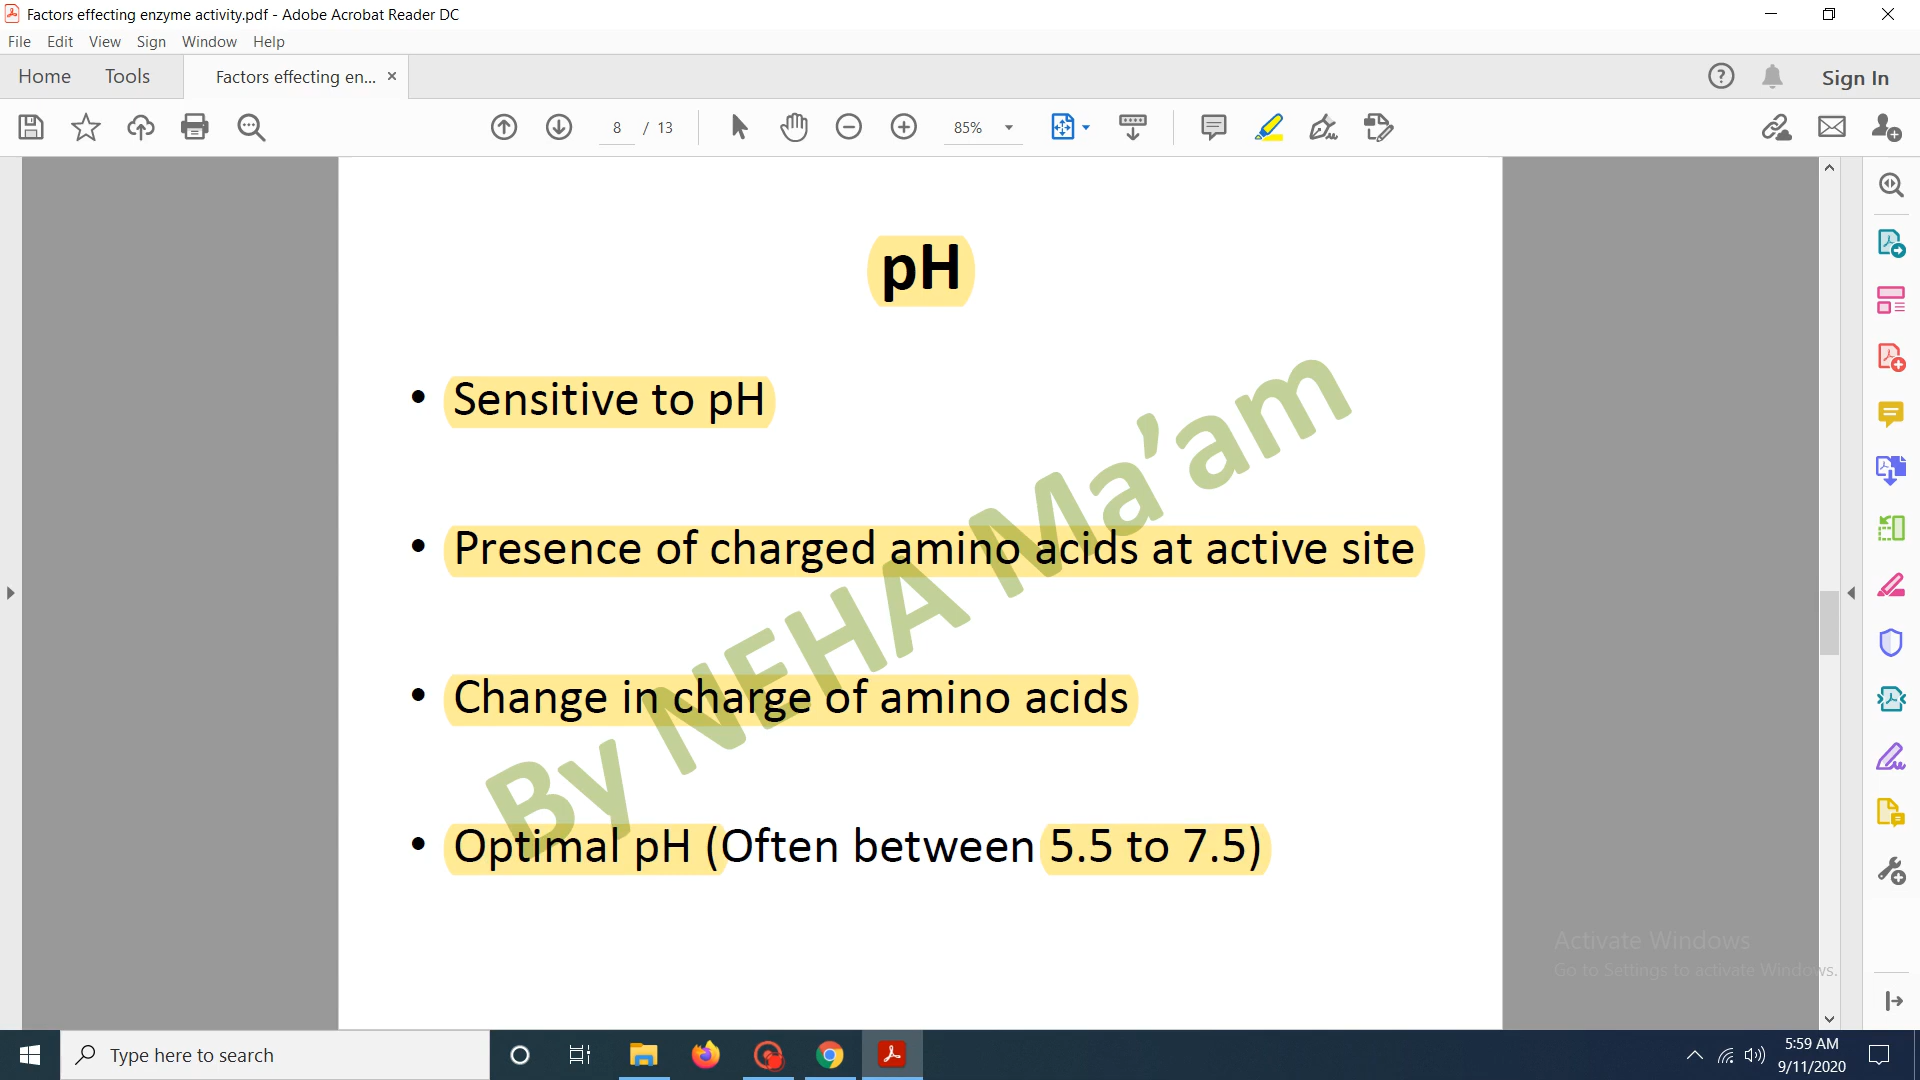 Factors effecting enzyme activity.pdf - Adobe Acrobat Reader DC
File Edit View Sign Window Help
Home Tools Factors effecting en... × Sign In
8 / 13 85%
pH
• Sensitive to pH
• Presence of charged amino acids at active site
• Change in charge of amino acids
• Optimal pH (Often between 5.5 to 7.5)
By NEHA Ma’am
Activate Windows
Go to Settings to activate Windows.
Type here to search
5:59 AM
9/11/2020